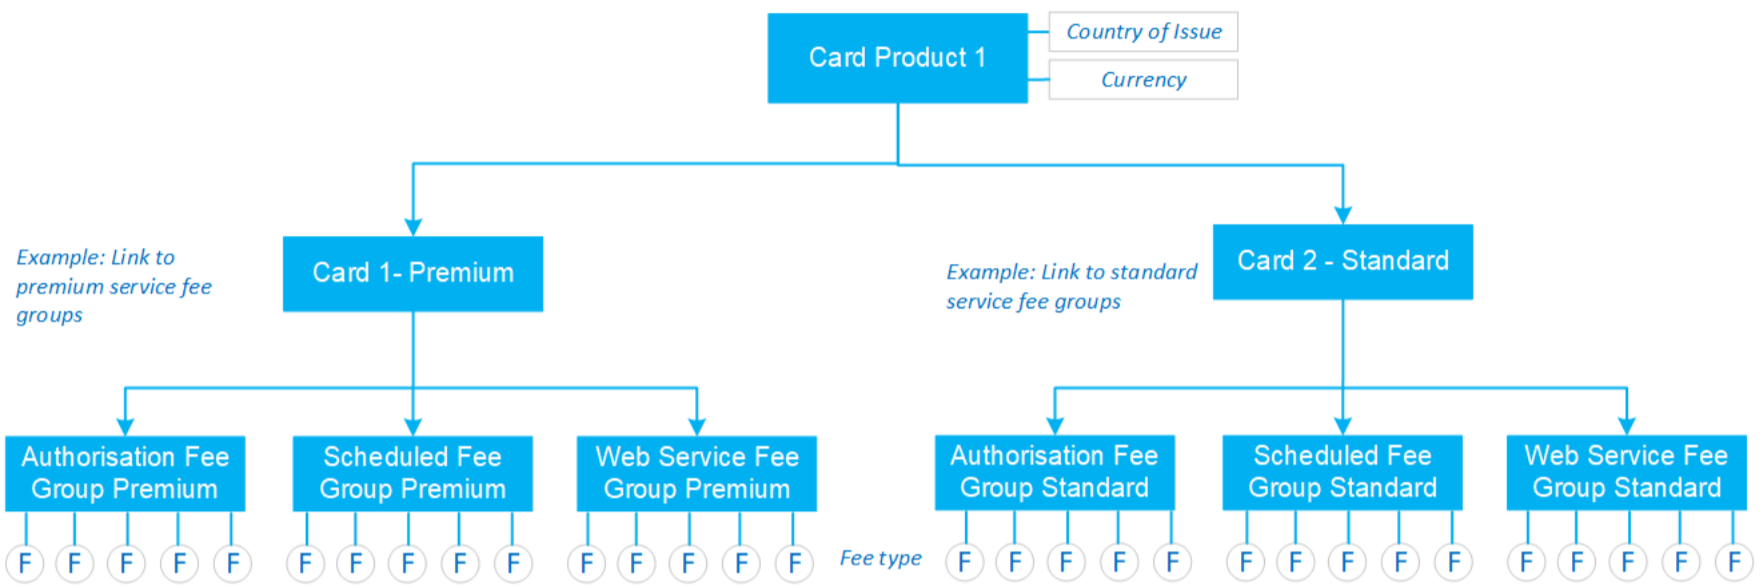 Card Product 1
Country of Issue
Currency
Example: Link to
premium service fee
groups
Card 1- Premium
Example: Link to standard
service fee groups
Card 2 - Standard
Authorisation Fee
Group Premium
Scheduled Fee
Group Premium
Web Service Fee
Group Premium
Authorisation Fee
Group Standard
Scheduled Fee
Group Standard
Web Service Fee
Group Standard
F F F F F F F F F F F F F F F Fee type F F F F F F F F F F F F F F F